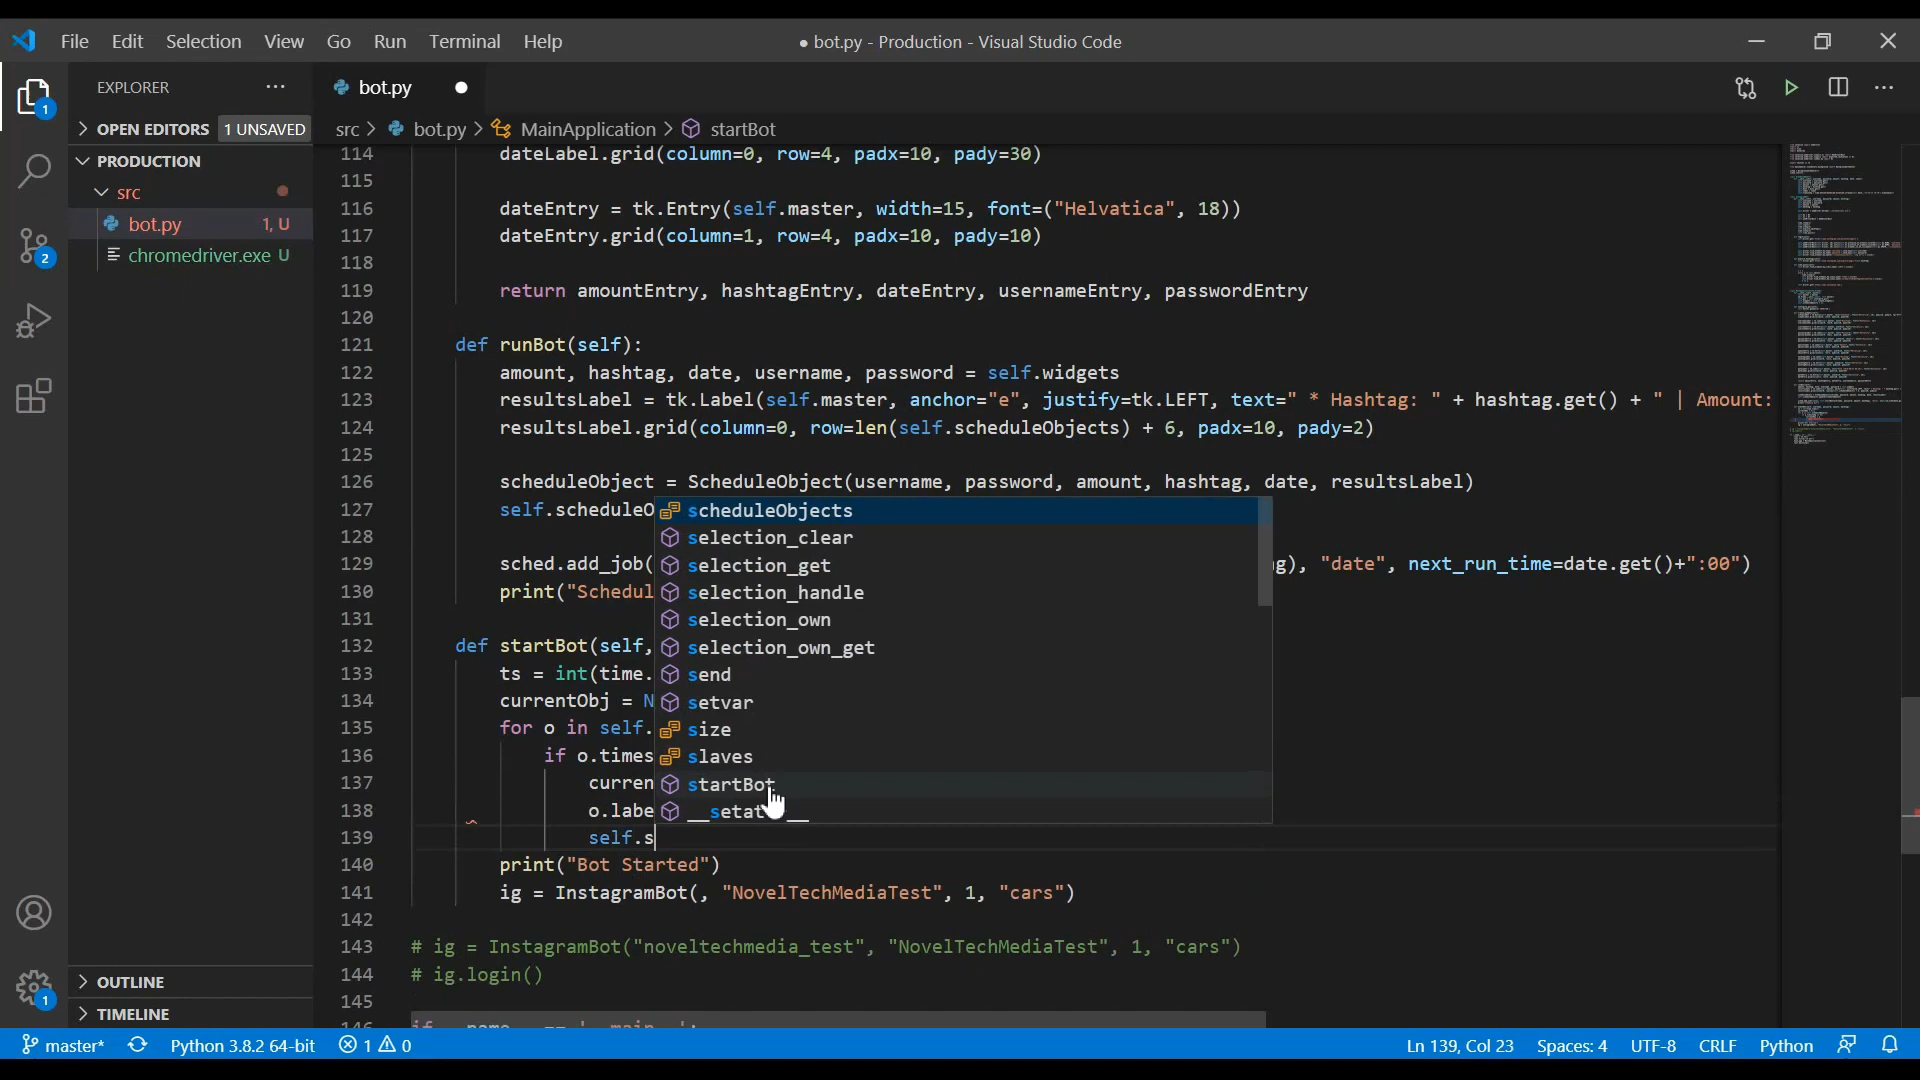 File Edit Selection View Go Run Terminal Help
● bot.py - Production - Visual Studio Code
EXPLORER ···
bot.py
OPEN EDITORS 1 UNSAVED
src > bot.py > MainApplication > startBot
PRODUCTION
src
bot.py 1, U
chromedriver.exe U
114 dateLabel.grid(column=0, row=4, padx=10, pady=30)
115
116 dateEntry = tk.Entry(self.master, width=15, font=("Helvatica", 18))
117 dateEntry.grid(column=1, row=4, padx=10, pady=10)
118
119 return amountEntry, hashtagEntry, dateEntry, usernameEntry, passwordEntry
120
121 def runBot(self):
122 amount, hashtag, date, username, password = self.widgets
123 resultsLabel = tk.Label(self.master, anchor="e", justify=tk.LEFT, text=" * Hashtag: " + hashtag.get() + " | Amount:
124 resultsLabel.grid(column=0, row=len(self.scheduleObjects) + 6, padx=10, pady=2)
125
126 scheduleObject = ScheduleObject(username, password, amount, hashtag, date, resultsLabel)
127 self.scheduleO
128
129 sched.add_job( g), "date", next_run_time=date.get()+":00")
130 print("Schedul
131
132 def startBot(self,
133 ts = int(time.
134 currentObj = N
135 for o in self.
136 if o.times
137 curren
138 o.labe
139 self.s
140 print("Bot Started")
141 ig = InstagramBot(, "NovelTechMediaTest", 1, "cars")
142
143 # ig = InstagramBot("noveltechmedia_test", "NovelTechMediaTest", 1, "cars")
144 # ig.login()
145
scheduleObjects
selection_clear
selection_get
selection_handle
selection_own
selection_own_get
send
setvar
size
slaves
startBot
OUTLINE
TIMELINE
1
2
1
master* Python 3.8.2 64-bit 1 0
Ln 139, Col 23 Spaces: 4 UTF-8 CRLF Python